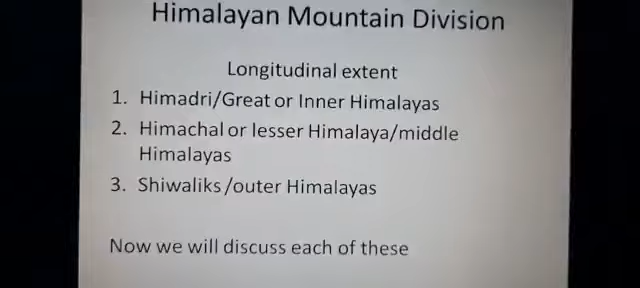 Himalayan Mountain Division
Longitudinal extent
1. Himadri/Great or Inner Himalayas
2. Himachal or lesser Himalaya/middle
Himalayas
3. Shiwaliks /outer Himalayas
Now we will discuss each of these